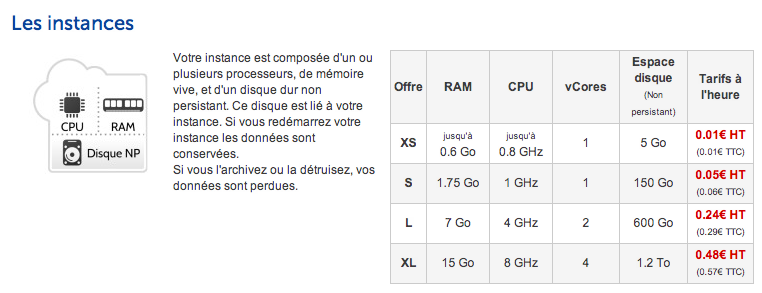 Les instances
CPU
RAM
Disque NP
Votre instance est composée d'un ou
plusieurs processeurs, de mémoire
vive, et d'un disque dur non
persistant. Ce disque est lié à votre
instance. Si vous redémarrez votre
instance les données sont
conservées.
Si vous l'archivez ou la détruisez, vos
données sont perdues.
Offre RAM CPU vCores Espace disque (Non persistant) Tarifs à l'heure
XS jusqu'à 0.6 Go jusqu'à 0.8 GHz 1 5 Go 0.01€ HT (0.01€ TTC)
S 1.75 Go 1 GHz 1 150 Go 0.05€ HT (0.06€ TTC)
L 7 Go 4 GHz 2 600 Go 0.24€ HT (0.29€ TTC)
XL 15 Go 8 GHz 4 1.2 To 0.48€ HT (0.57€ TTC)